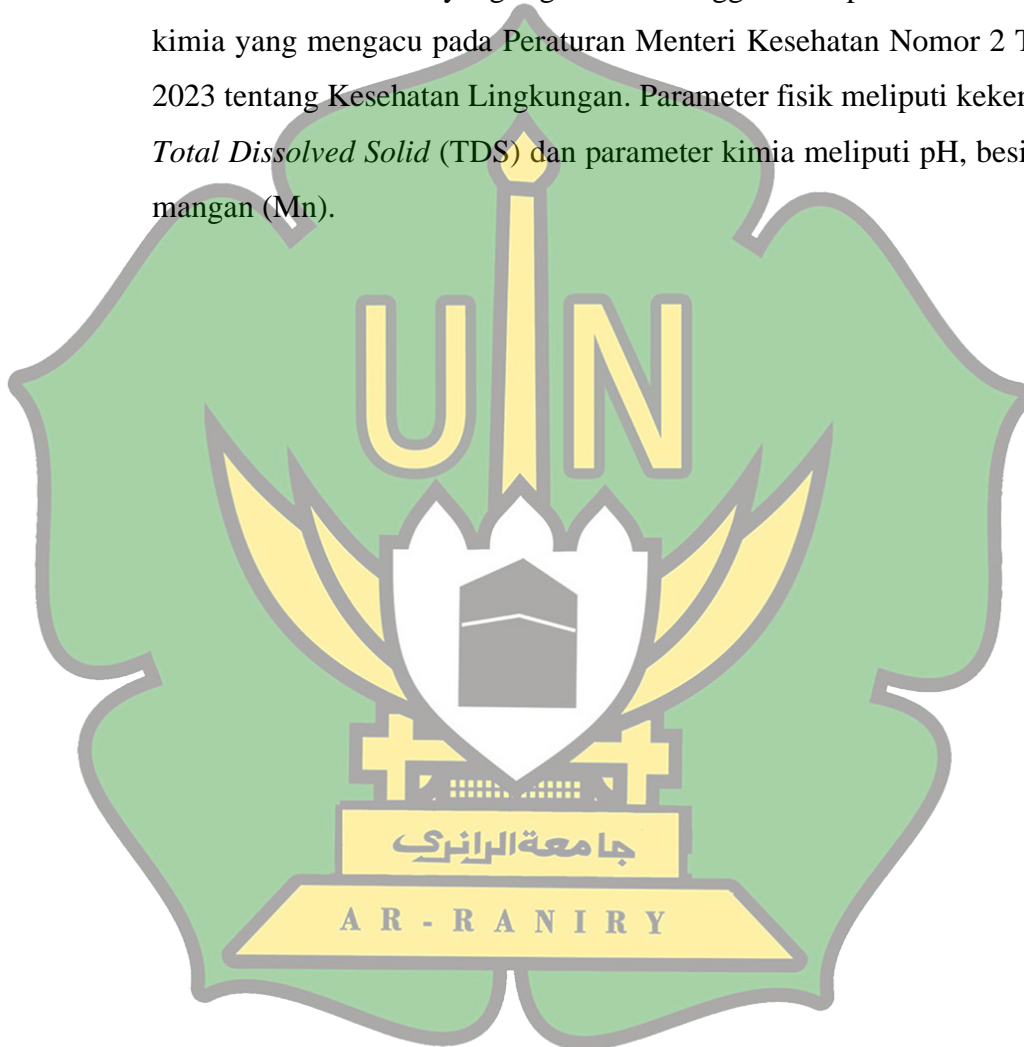 kimia yang mengacu pada Peraturan Menteri Kesehatan Nomor 2
2023 tentang Kesehatan Lingkungan. Parameter fisik meliputi
Total Dissolved Solid (TDS) dan parameter kimia meliputi pH, besi
mangan (Mn).
UIN
جامعة الرانري
AR-RANIRY